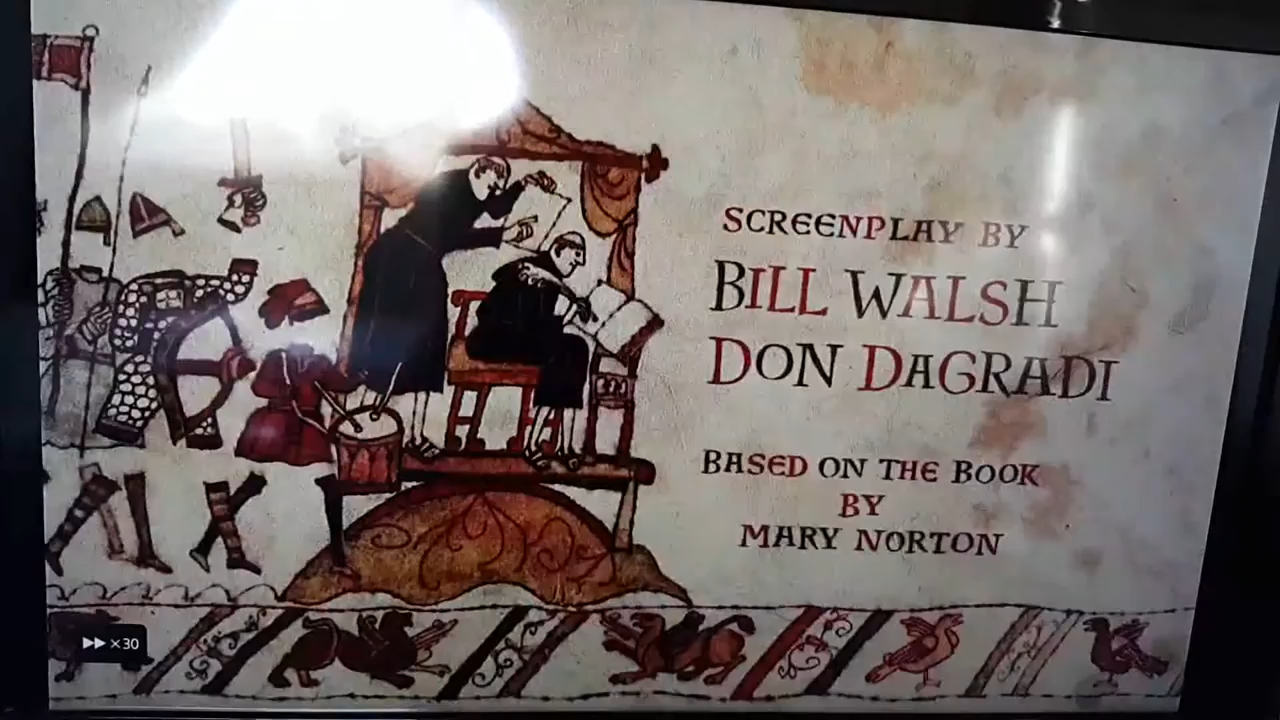 SCREENPLAY BY
BILL WALSH
DON DAGRADI
BASED ON THE BOOK
BY
MARY NORTON
×30